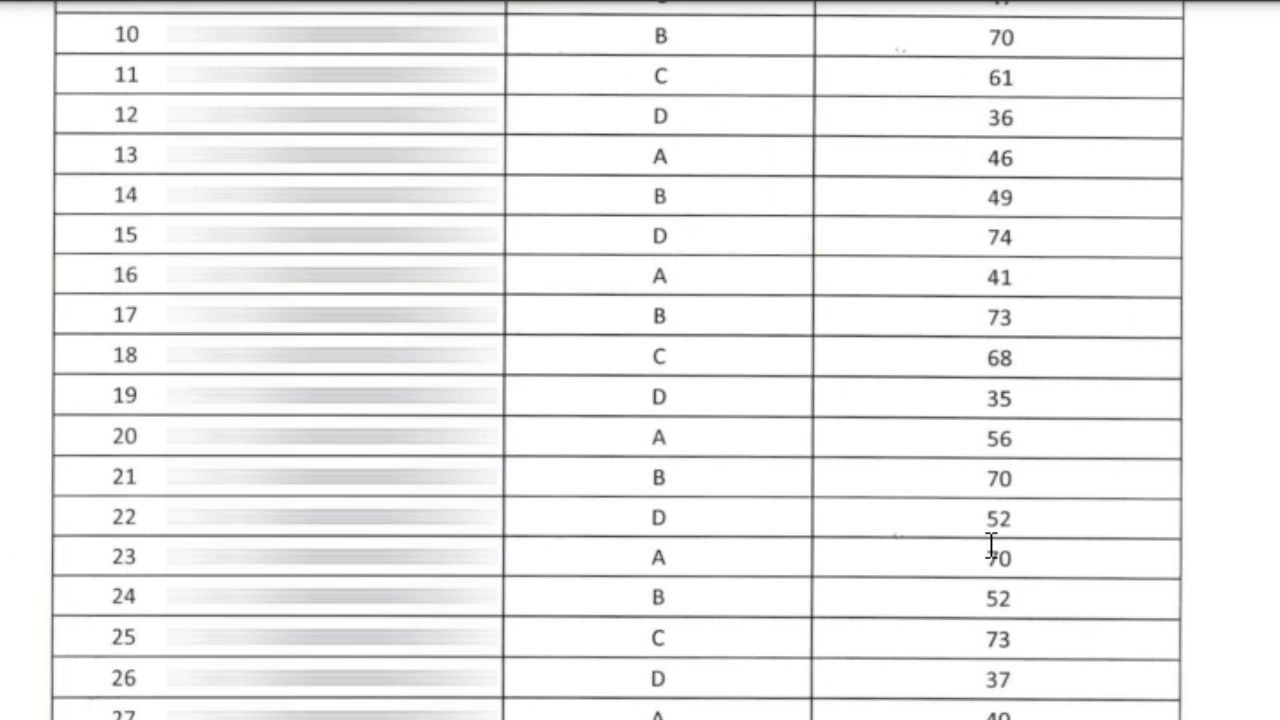 10 B 70
11 C 61
12 D 36
13 A 46
14 B 49
15 D 74
16 A 41
17 B 73
18 C 68
19 D 35
20 A 56
21 B 70
22 D 52
23 A 70
24 B 52
25 C 73
26 D 37
27 A